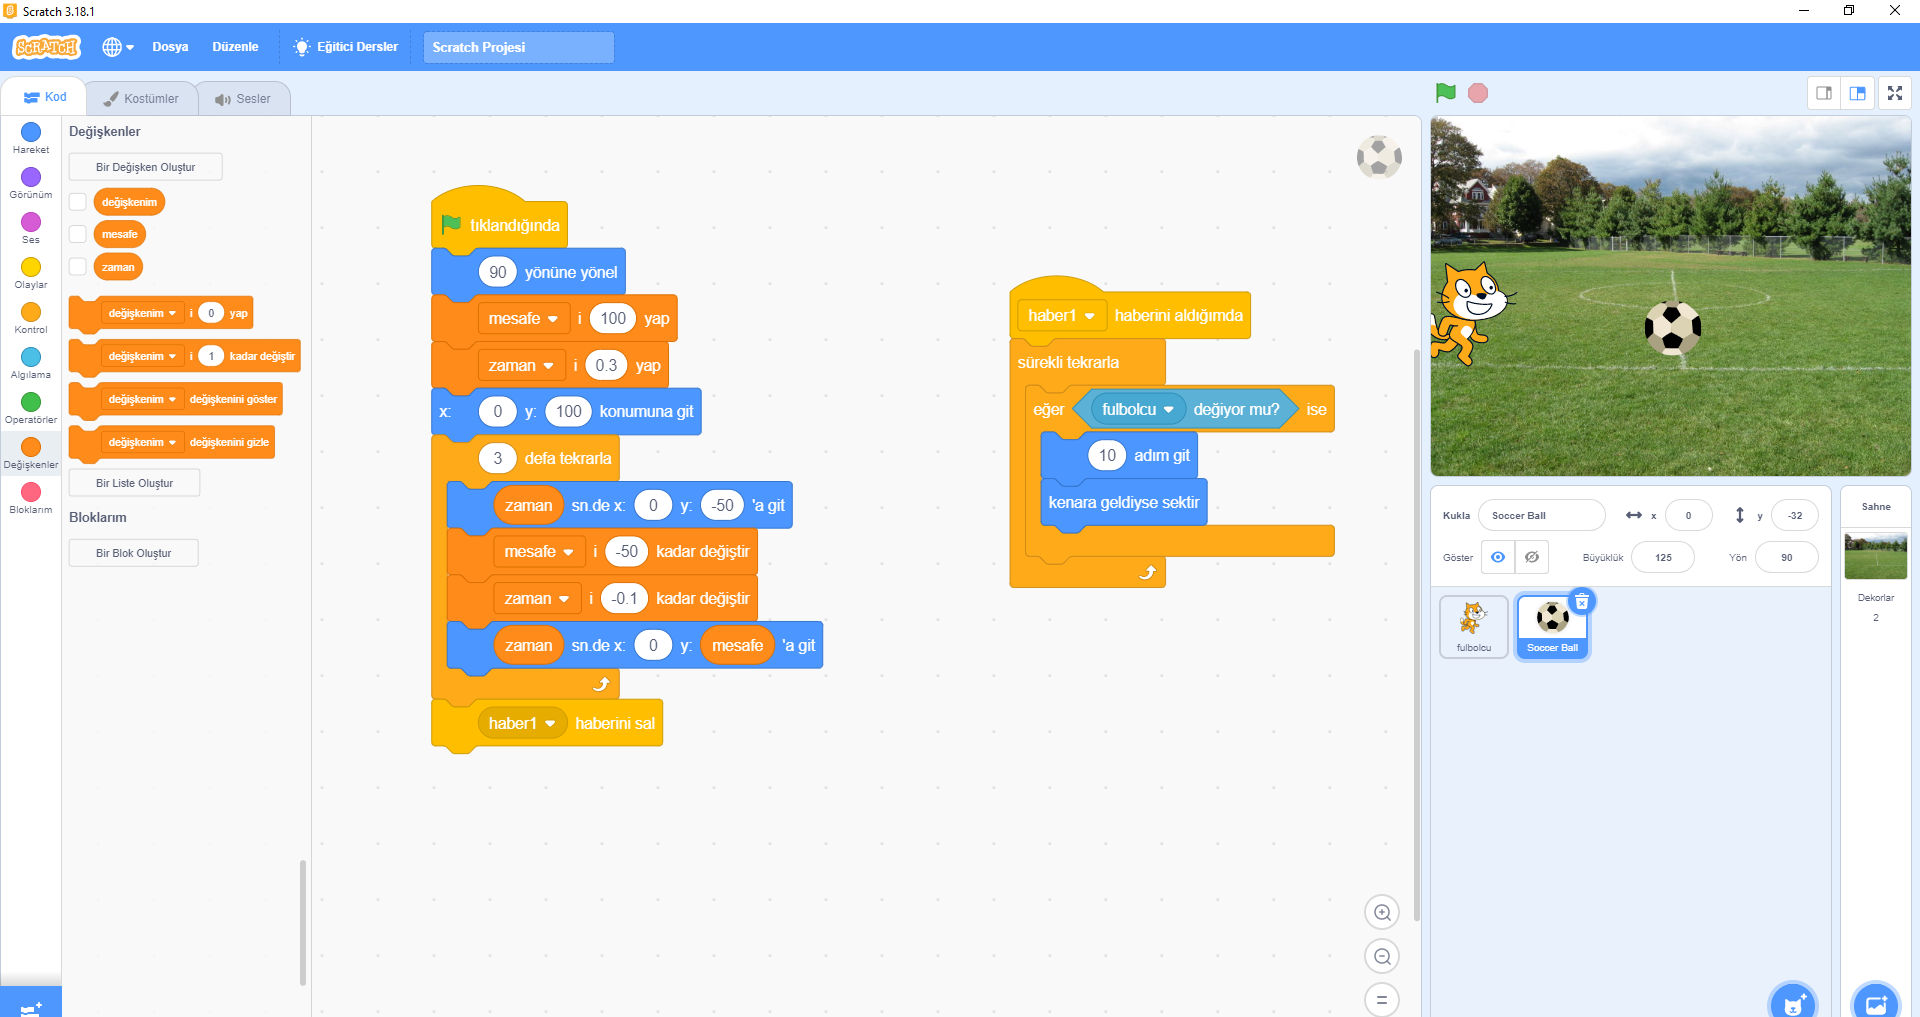 Scratch 3.18.1
SCRATCH Dosya Düzenle Eğitici Dersler Scratch Projesi
Kod Kostümler Sesler
Hareket
Görünüm
Ses
Olaylar
Kontrol
Algılama
Operatörler
Değişkenler
Bloklarım
Değişkenler
Bir Değişken Oluştur
değişkenim
mesafe
zaman
değişkenim i 0 yap
değişkenim i 1 kadar değiştir
değişkenim değişkenini göster
değişkenim değişkenini gizle
Bir Liste Oluştur
Bloklarım
Bir Blok Oluştur
tıklandığında
90 yönüne yönel
mesafe i 100 yap
zaman i 0.3 yap
x: 0 y: 100 konumuna git
3 defa tekrarla
zaman sn.de x: 0 y: -50 'a git
mesafe i -50 kadar değiştir
zaman i -0.1 kadar değiştir
zaman sn.de x: 0 y: mesafe 'a git
haber1 haberini sal
haber1 haberini aldığımda
sürekli tekrarla
eğer fulbolcu değiyor mu? ise
10 adım git
kenara geldiyse sektir
Kukla Soccer Ball x 0 y -32
Göster Büyüklük 125 Yön 90
fulbolcu
Soccer Ball
Sahne
Dekorlar
2